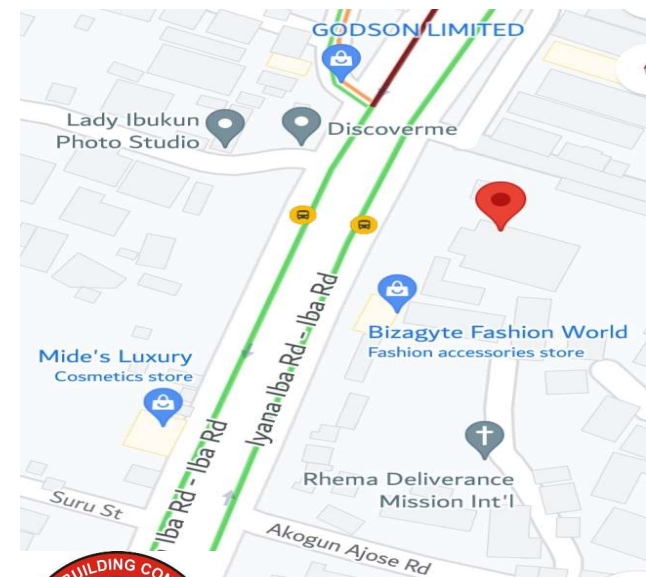 GODSON LIMITED
Lady Ibukun
Photo Studio
Discoverme
Iyana Iba Rd - Iba Rd
Bizagyte Fashion World
Fashion accessories store
Mide's Luxury
Cosmetics store
Iba Rd - Iba Rd
Rhema Deliverance
Mission Int'l
Suru St
Akogun Ajose Rd
BUILDING